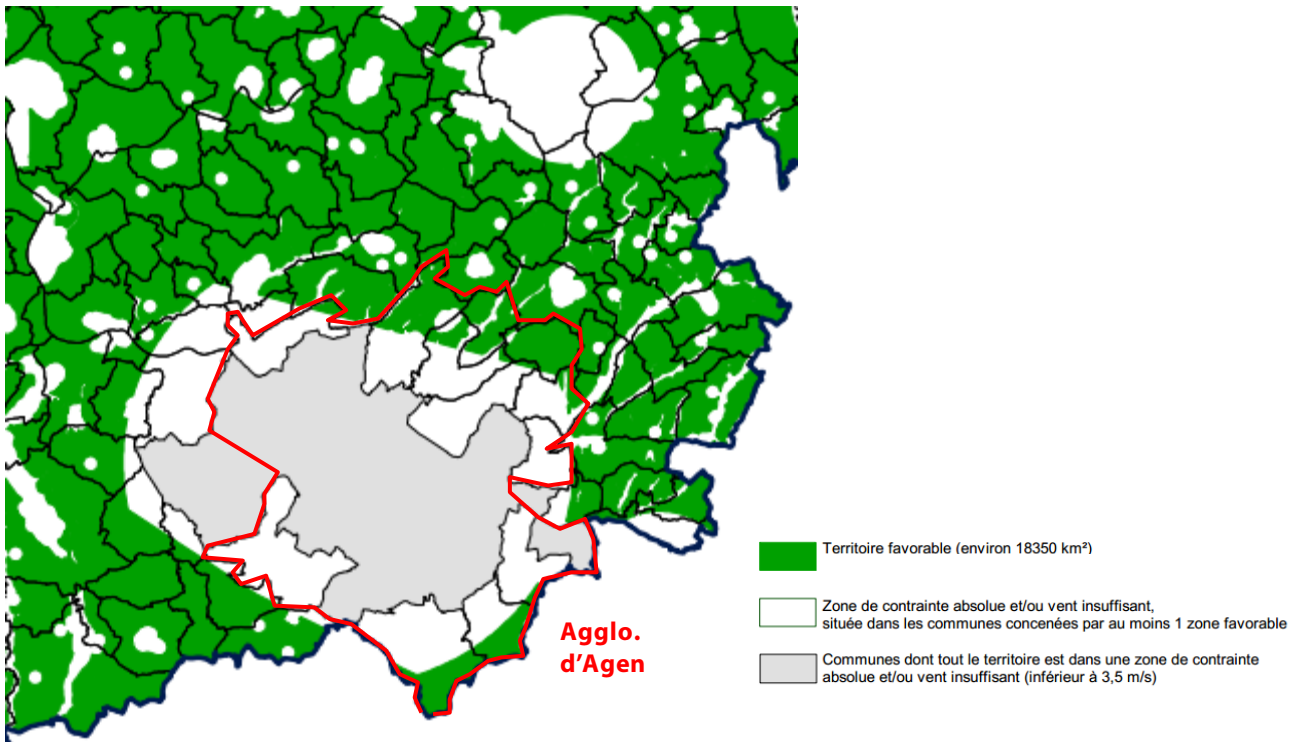 Agglo.
d'Agen
Territoire favorable (environ 18350 km²)
Zone de contrainte absolue et/ou vent insuffisant,
située dans les communes concenées par au moins 1 zone favorable
Communes dont tout le territoire est dans une zone de contrainte
absolue et/ou vent insuffisant (inférieur à 3,5 m/s)